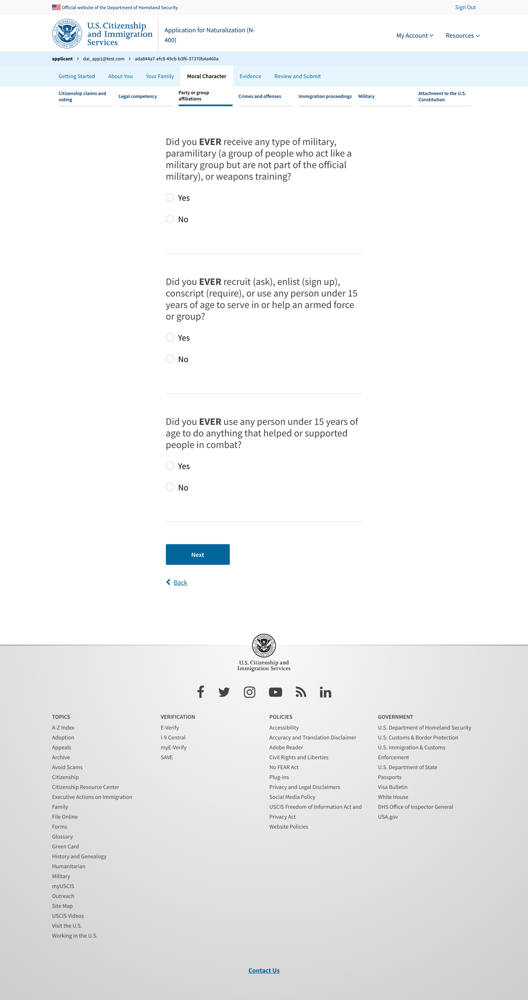 Official website of the Department of Homeland Security
Sign Out
U.S. Citizenship
and Immigration
Services
Application for Naturalization (N-
400)
My Account
Resources
applicant > dai_app1@test.com > ada844a7-efc8-49cb-b3f6-37370b4a460a
Getting Started
About You
Your Family
Moral Character
Evidence
Review and Submit
Citizenship claims and
voting
Legal competency
Party or group
affiliations
Crimes and offenses
Immigration proceedings
Military
Attachment to the U.S.
Constitution
Did you EVER receive any type of military,
paramilitary (a group of people who act like a
military group but are not part of the official
military), or weapons training?
Yes
No
Did you EVER recruit (ask), enlist (sign up),
conscript (require), or use any person under 15
years of age to serve in or help an armed force
or group?
Yes
No
Did you EVER use any person under 15 years of
age to do anything that helped or supported
people in combat?
Yes
No
Next
Back
U.S. DEPARTMENT OF HOMELAND SECURITY
U.S. Citizenship and
Immigration Services
TOPICS
A-Z Index
Adoption
Appeals
Archive
Avoid Scams
Citizenship
Citizenship Resource Center
Executive Actions on Immigration
Family
File Online
Forms
Glossary
Green Card
History and Genealogy
Humanitarian
Military
myUSCIS
Outreach
Site Map
USCIS Videos
Visit the U.S.
Working in the U.S.
VERIFICATION
E-Verify
I-9 Central
myE-Verify
SAVE
POLICIES
Accessibility
Accuracy and Translation Disclaimer
Adobe Reader
Civil Rights and Liberties
No FEAR Act
Plug-ins
Privacy and Legal Disclaimers
Social Media Policy
USCIS Freedom of Information Act and
Privacy Act
Website Policies
GOVERNMENT
U.S. Department of Homeland Security
U.S. Customs & Border Protection
U.S. Immigration & Customs
Enforcement
U.S. Department of State
Passports
Visa Bulletin
White House
DHS Office of Inspector General
USA.gov
Contact Us